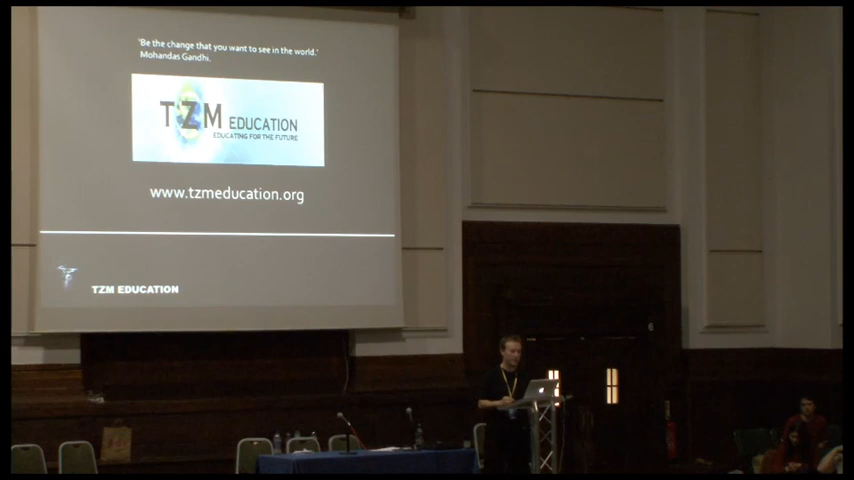 "Be the change that you want to see in the world."
Mohandas Gandhi.
TZM EDUCATION
EDUCATING FOR THE FUTURE
www.tzmeducation.org
TZM EDUCATION